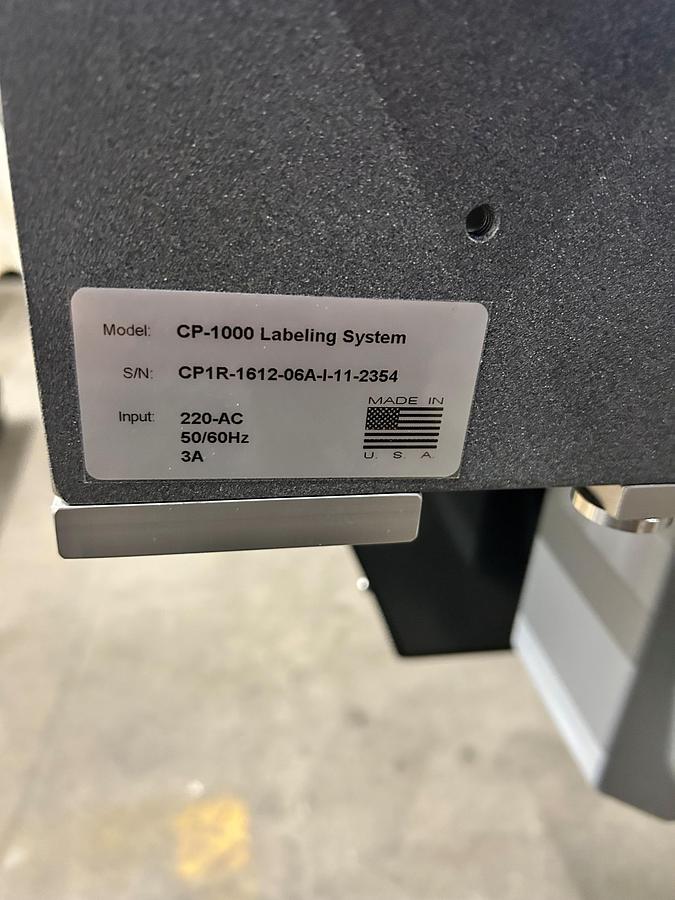 Model: CP-1000 Labeling System
S/N: CP1R-1612-06A-I-11-2354
Input: 220-AC
50/60Hz
3A
MADE IN
U. S. A.